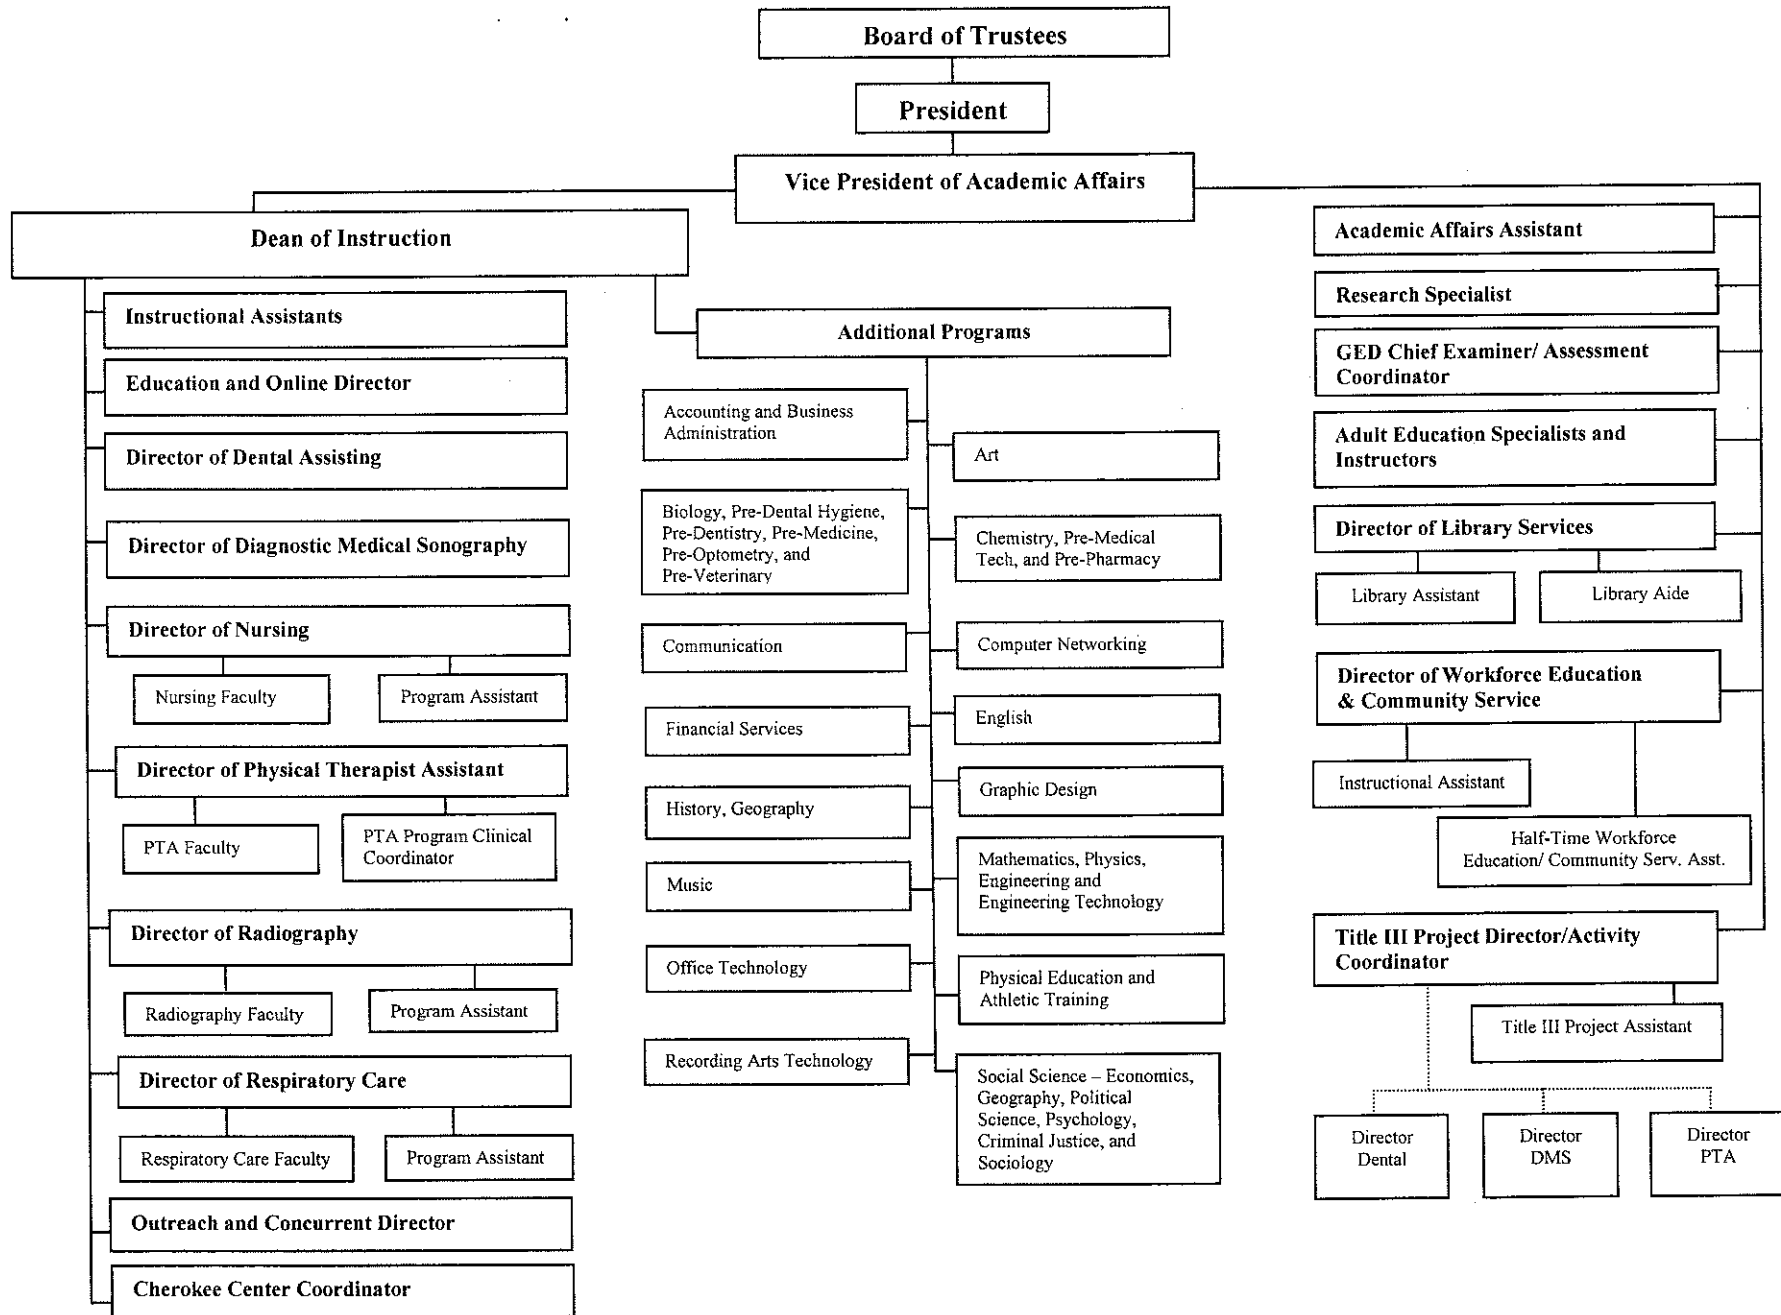 Board of Trustees
President
Vice President of Academic Affairs
Dean of Instruction
Instructional Assistants
Education and Online Director
Director of Dental Assisting
Director of Diagnostic Medical Sonography
Director of Nursing
Nursing Faculty
Program Assistant
Director of Physical Therapist Assistant
PTA Faculty
PTA Program Clinical
Coordinator
Director of Radiography
Radiography Faculty
Program Assistant
Director of Respiratory Care
Respiratory Care Faculty
Program Assistant
Outreach and Concurrent Director
Cherokee Center Coordinator
Additional Programs
Accounting and Business
Administration
Art
Biology, Pre-Dental Hygiene,
Pre-Dentistry, Pre-Medicine,
Pre-Optometry, and
Pre-Veterinary
Chemistry, Pre-Medical
Tech, and Pre-Pharmacy
Communication
Computer Networking
Financial Services
English
History, Geography
Graphic Design
Music
Mathematics, Physics,
Engineering and
Engineering Technology
Office Technology
Physical Education and
Athletic Training
Recording Arts Technology
Social Science – Economics,
Geography, Political
Science, Psychology,
Criminal Justice, and
Sociology
Academic Affairs Assistant
Research Specialist
GED Chief Examiner/ Assessment
Coordinator
Adult Education Specialists and
Instructors
Director of Library Services
Library Assistant
Library Aide
Director of Workforce Education
& Community Service
Instructional Assistant
Half-Time Workforce
Education/ Community Serv. Asst.
Title III Project Director/Activity
Coordinator
Title III Project Assistant
Director
Dental
Director
DMS
Director
PTA